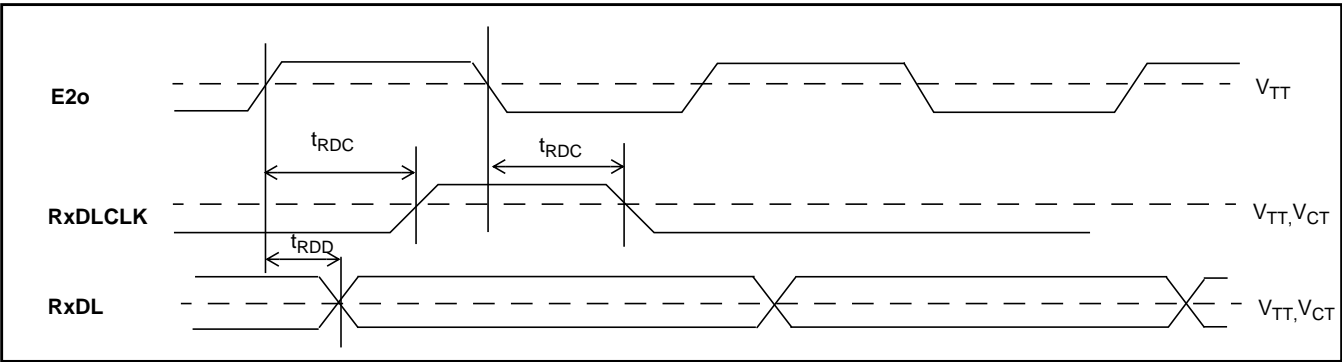 E2o
V_TT
t_RDC
t_RDC
RxDLCLK
V_TT,V_CT
t_RDD
RxDL
V_TT,V_CT